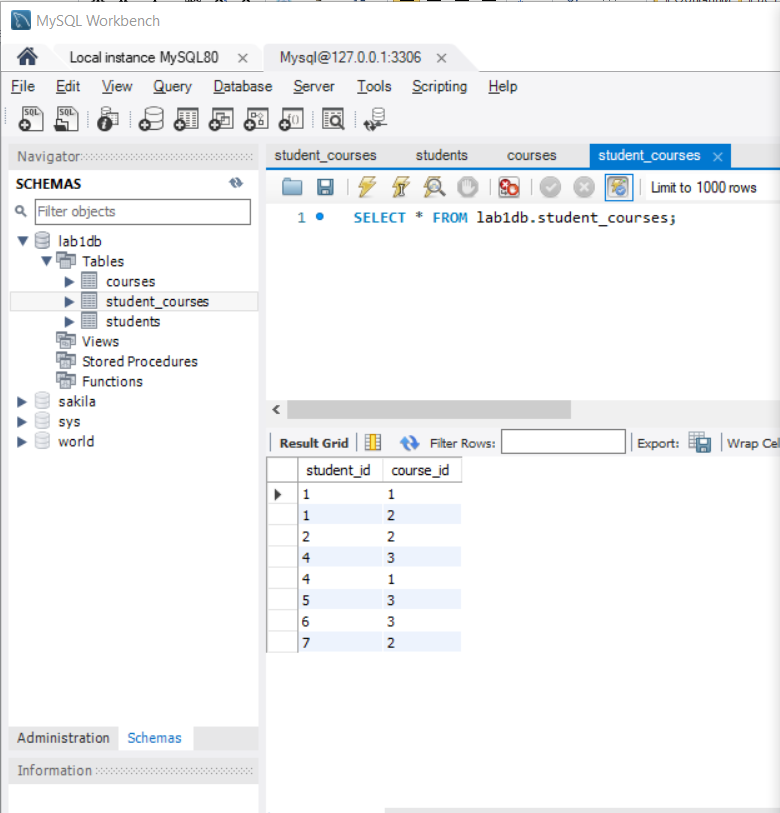 MySQL Workbench
Local instance MySQL80 Mysql@127.0.0.1:3306
File Edit View Query Database Server Tools Scripting Help
Navigator
SCHEMAS
Filter objects
lab1db
Tables
courses
student_courses
students
Views
Stored Procedures
Functions
sakila
sys
world
Administration Schemas
Information
student_courses students courses student_courses
Limit to 1000 rows
1 SELECT * FROM lab1db.student_courses;
Result Grid Filter Rows: Export: Wrap Cel
student_id course_id
1 1
1 2
2 2
4 3
4 1
5 3
6 3
7 2